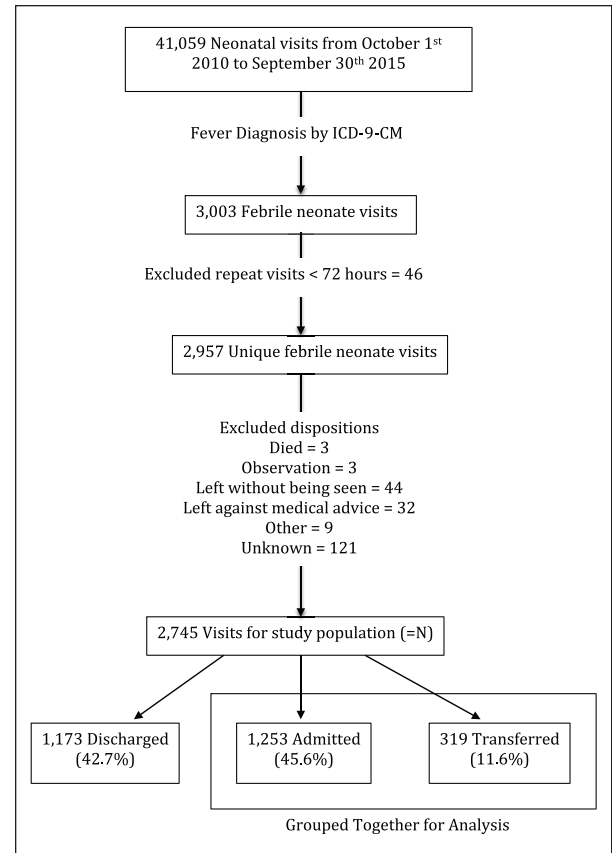 41,059 Neonatal visits from October 1st
2010 to September 30th 2015
Fever Diagnosis by ICD-9-CM
3,003 Febrile neonate visits
Excluded repeat visits < 72 hours = 46
2,957 Unique febrile neonate visits
Excluded dispositions
Died = 3
Observation = 3
Left without being seen = 44
Left against medical advice = 32
Other = 9
Unknown = 121
2,745 Visits for study population (=N)
1,173 Discharged
(42.7%)
1,253 Admitted
(45.6%)
319 Transferred
(11.6%)
Grouped Together for Analysis